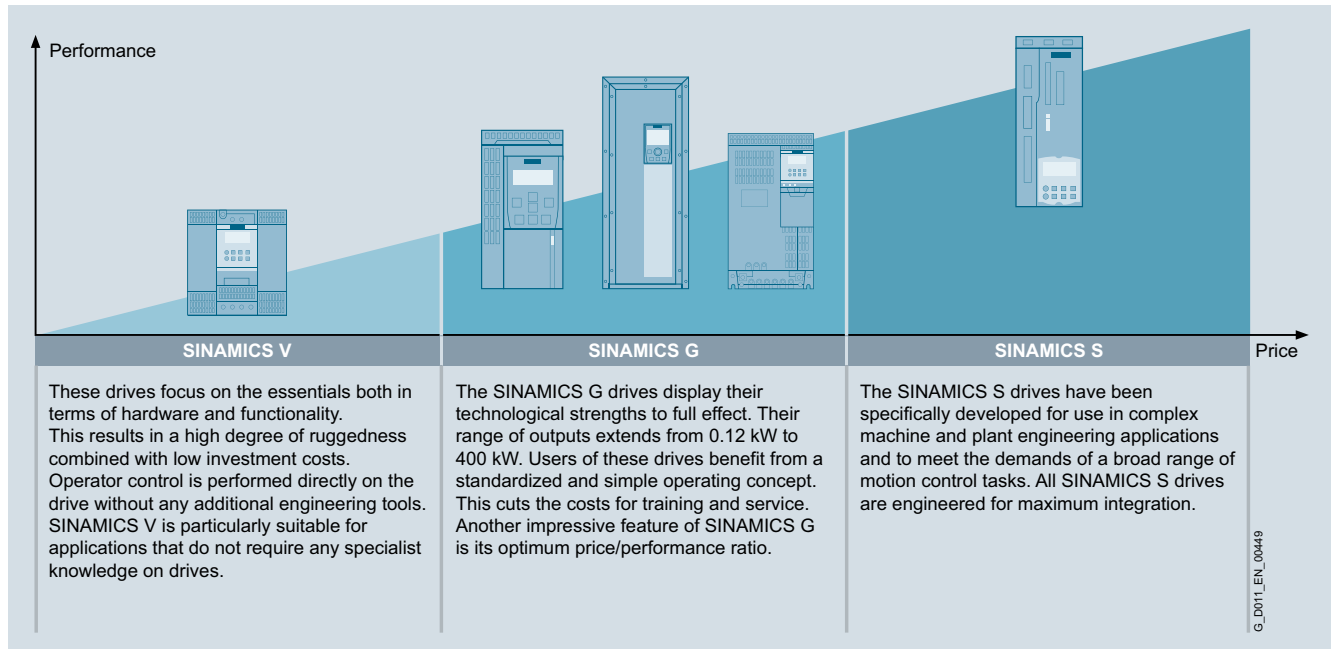 Performance
SINAMICS V
SINAMICS G
SINAMICS S
Price
These drives focus on the essentials both in
terms of hardware and functionality.
This results in a high degree of ruggedness
combined with low investment costs.
Operator control is performed directly on the
drive without any additional engineering tools.
SINAMICS V is particularly suitable for
applications that do not require any specialist
knowledge on drives.
The SINAMICS G drives display their
technological strengths to full effect. Their
range of outputs extends from 0.12 kW to
400 kW. Users of these drives benefit from a
standardized and simple operating concept.
This cuts the costs for training and service.
Another impressive feature of SINAMICS G
is its optimum price/performance ratio.
The SINAMICS S drives have been
specifically developed for use in complex
machine and plant engineering applications
and to meet the demands of a broad range of
motion control tasks. All SINAMICS S drives
are engineered for maximum integration.
G_D011_EN_00449